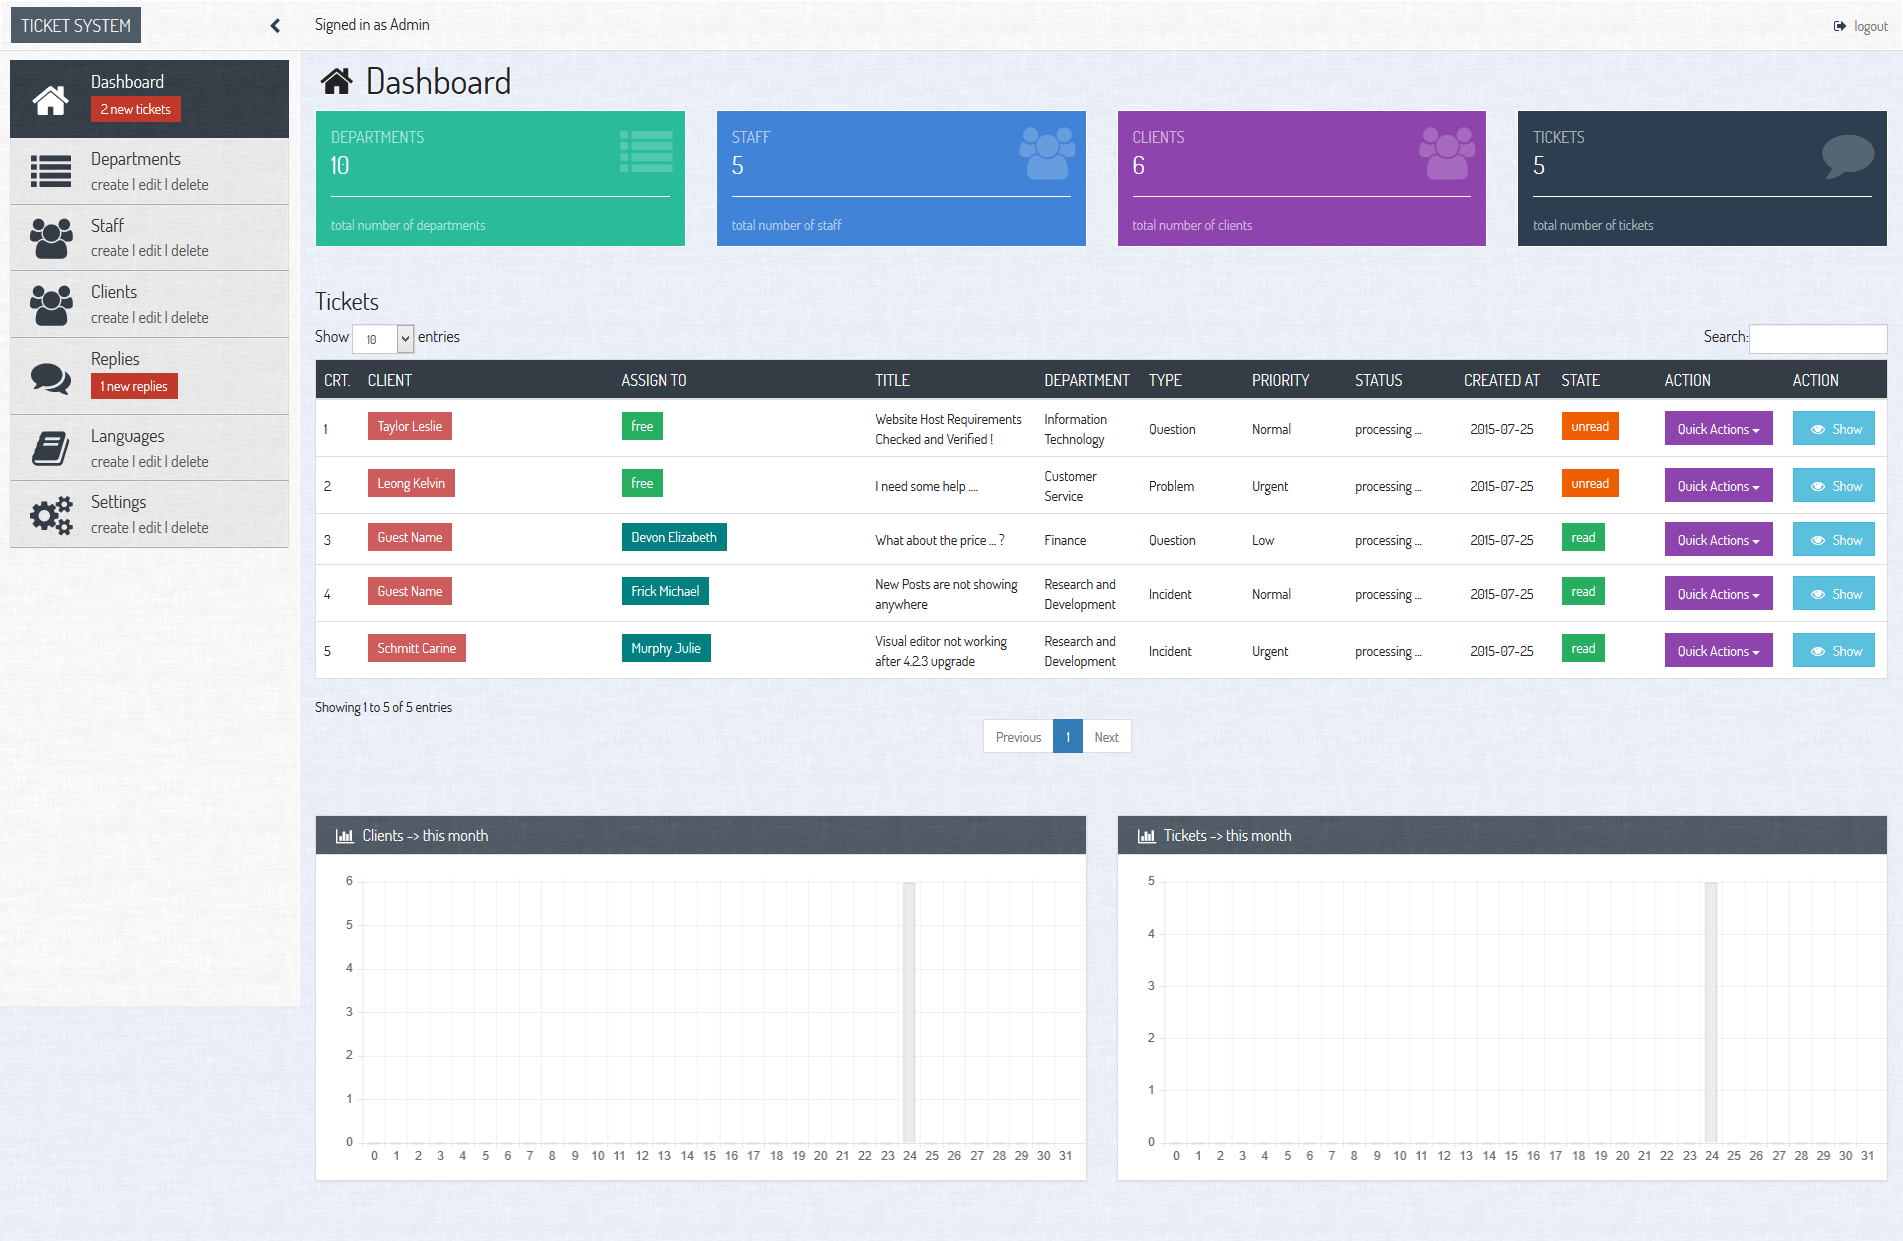 TICKET SYSTEM
Signed in as Admin
logout
Dashboard
2 new tickets
Departments
create | edit | delete
Staff
create | edit | delete
Clients
create | edit | delete
Replies
1 new replies
Languages
create | edit | delete
Settings
create | edit | delete
Dashboard
DEPARTMENTS
10
total number of departments
STAFF
5
total number of staff
CLIENTS
6
total number of clients
TICKETS
5
total number of tickets
Tickets
Show 10 entries
Search:
CRT. CLIENT ASSIGN TO TITLE DEPARTMENT TYPE PRIORITY STATUS CREATED AT STATE ACTION ACTION
1 Taylor Leslie free Website Host Requirements Checked and Verified ! Information Technology Question Normal processing ... 2015-07-25 unread Quick Actions Show
2 Leong Kelvin free I need some help .... Customer Service Problem Urgent processing ... 2015-07-25 unread Quick Actions Show
3 Guest Name Devon Elizabeth What about the price ... ? Finance Question Low processing ... 2015-07-25 read Quick Actions Show
4 Guest Name Frick Michael New Posts are not showing anywhere Research and Development Incident Normal processing ... 2015-07-25 read Quick Actions Show
5 Schmitt Carine Murphy Julie Visual editor not working after 4.2.3 upgrade Research and Development Incident Urgent processing ... 2015-07-25 read Quick Actions Show
Showing 1 to 5 of 5 entries
Previous 1 Next
Clients -> this month
6
5
4
3
2
1
0
0 1 2 3 4 5 6 7 8 9 10 11 12 13 14 15 16 17 18 19 20 21 22 23 24 25 26 27 28 29 30 31
Tickets -> this month
5
4
3
2
1
0
0 1 2 3 4 5 6 7 8 9 10 11 12 13 14 15 16 17 18 19 20 21 22 23 24 25 26 27 28 29 30 31